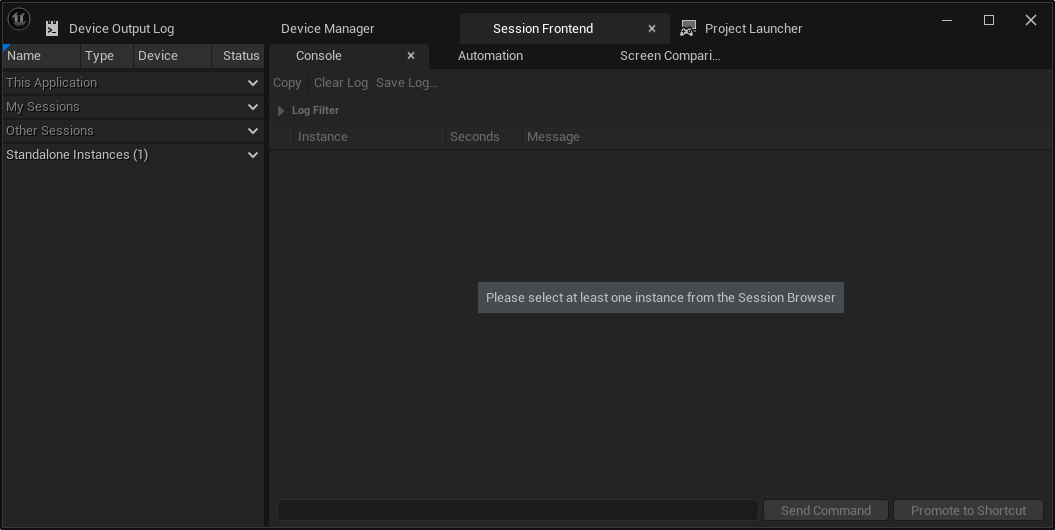 Device Output Log
Device Manager
Session Frontend
Project Launcher
Name Type Device Status
Console
Automation
Screen Compari...
This Application
Copy Clear Log Save Log...
My Sessions
Log Filter
Other Sessions
Instance Seconds Message
Standalone Instances (1)
Please select at least one instance from the Session Browser
Send Command
Promote to Shortcut